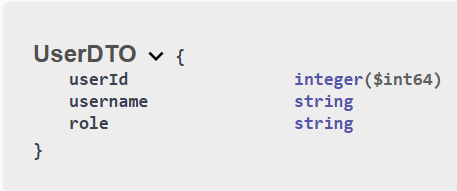 UserDTO {
userId integer($int64)
username string
role string
}